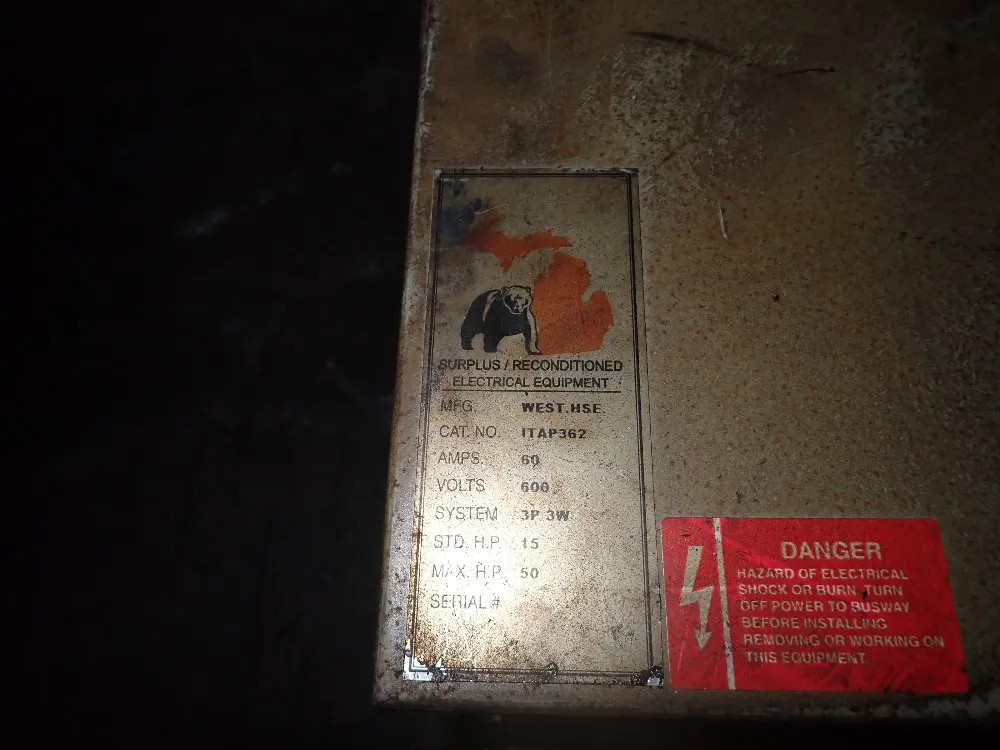 SURPLUS / RECONDITIONED
ELECTRICAL EQUIPMENT
MFG. WEST.HSE.
CAT. NO. ITAP362
AMPS. 60
VOLTS 600
SYSTEM 3P 3W
STD. H.P. 15
MAX. H.P. 50
SERIAL #
DANGER
HAZARD OF ELECTRICAL
SHOCK OR BURN. TURN
OFF POWER TO BUSWAY
BEFORE INSTALLING
REMOVING OR WORKING ON
THIS EQUIPMENT.